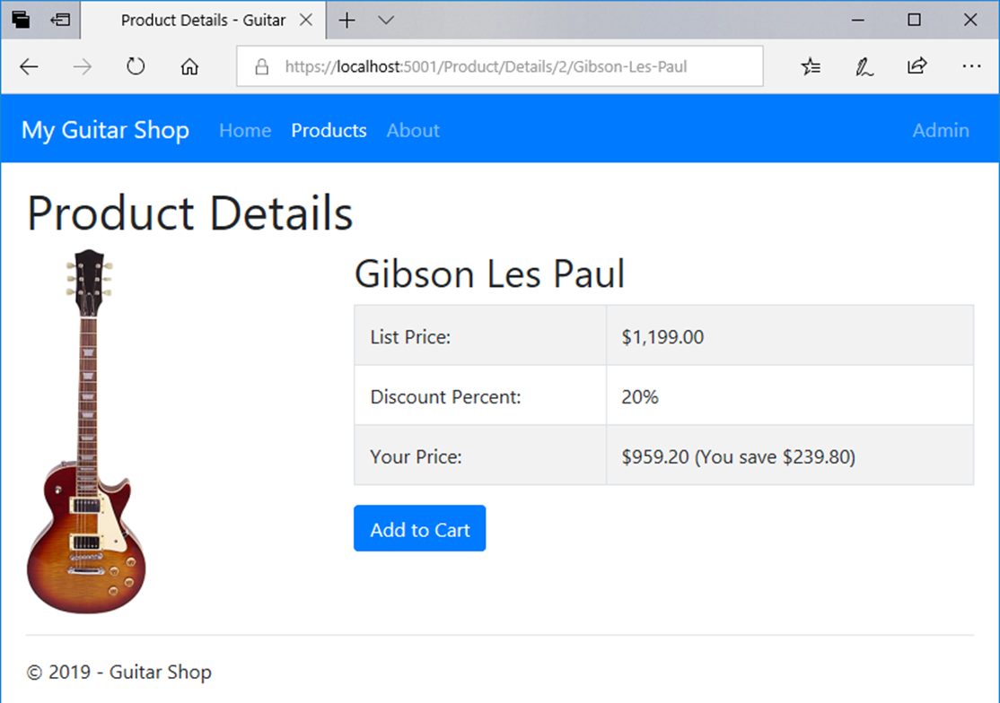 Product Details - Guitar
https://localhost:5001/Product/Details/2/Gibson-Les-Paul
My Guitar Shop Home Products About Admin
Product Details
Gibson Les Paul
List Price: $1,199.00
Discount Percent: 20%
Your Price: $959.20 (You save $239.80)
Add to Cart
© 2019 - Guitar Shop